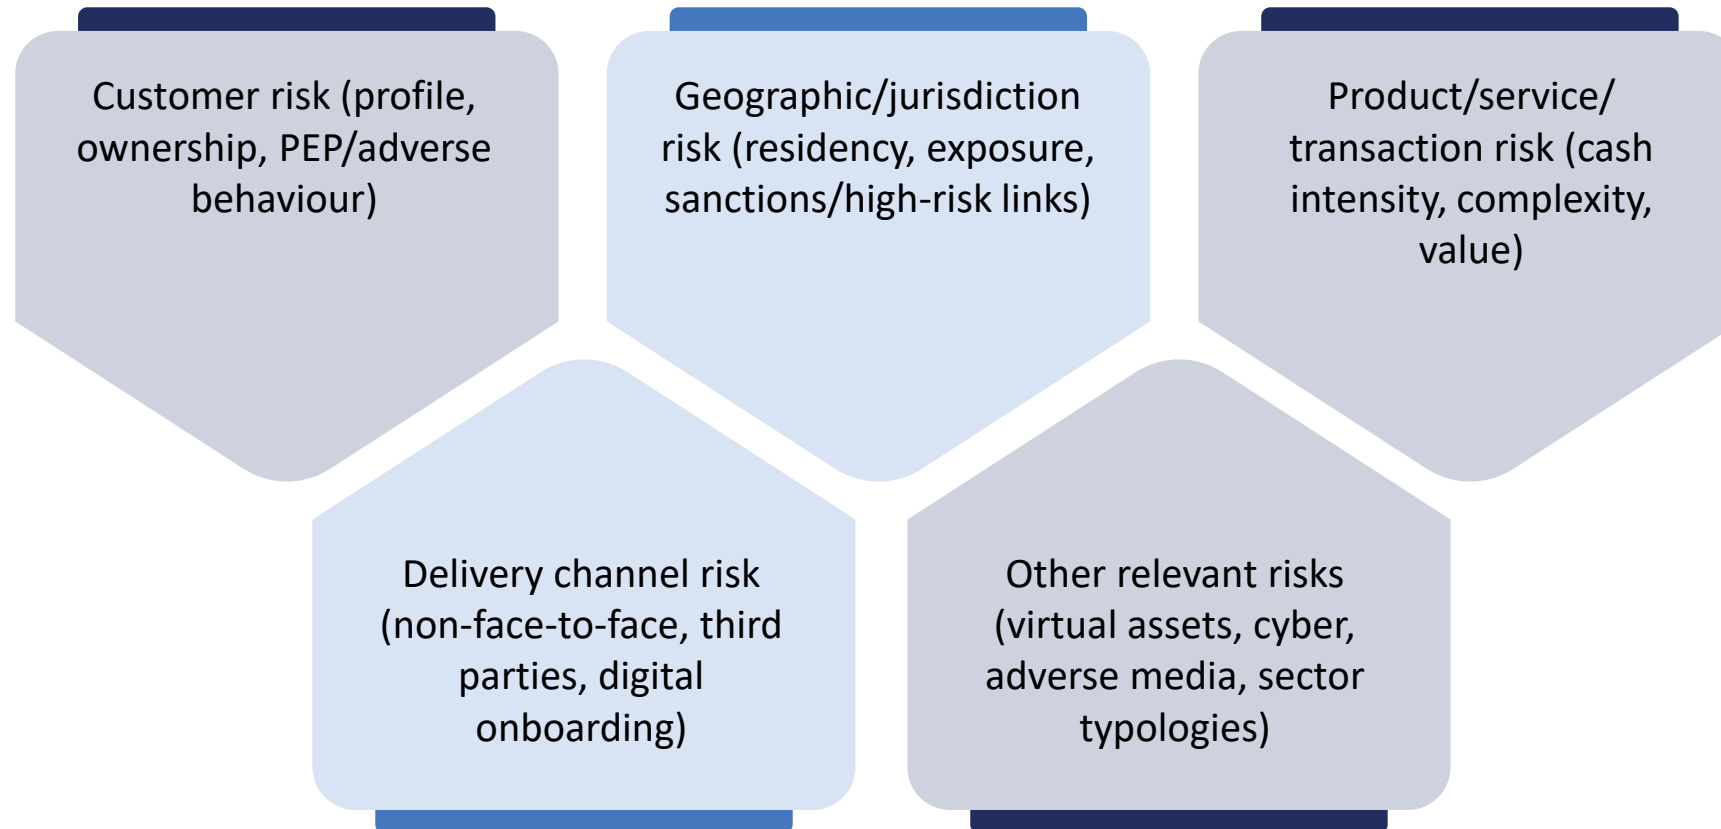 Customer risk (profile,
ownership, PEP/adverse
behaviour)
Geographic/jurisdiction
risk (residency, exposure,
sanctions/high-risk links)
Product/service/
transaction risk (cash
intensity, complexity,
value)
Delivery channel risk
(non-face-to-face, third
parties, digital
onboarding)
Other relevant risks
(virtual assets, cyber,
adverse media, sector
typologies)